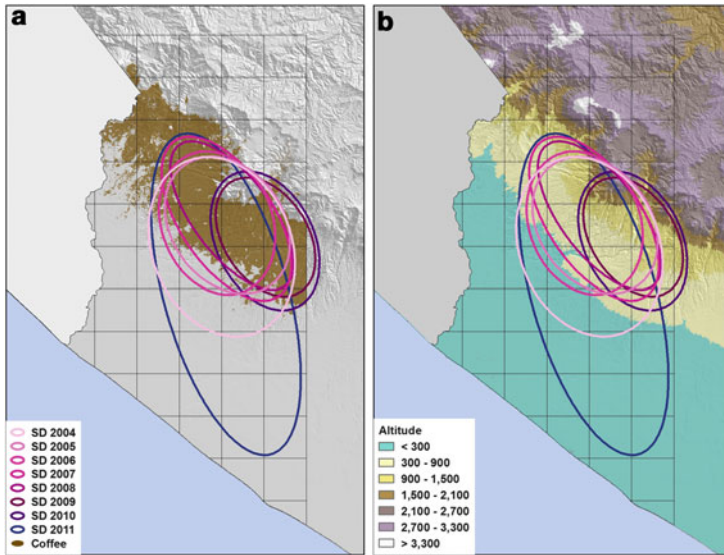 a
SD 2004
SD 2005
SD 2006
SD 2007
SD 2008
SD 2009
SD 2010
SD 2011
Coffee
b
Altitude
< 300
300 - 900
900 - 1,500
1,500 - 2,100
2,100 - 2,700
2,700 - 3,300
> 3,300